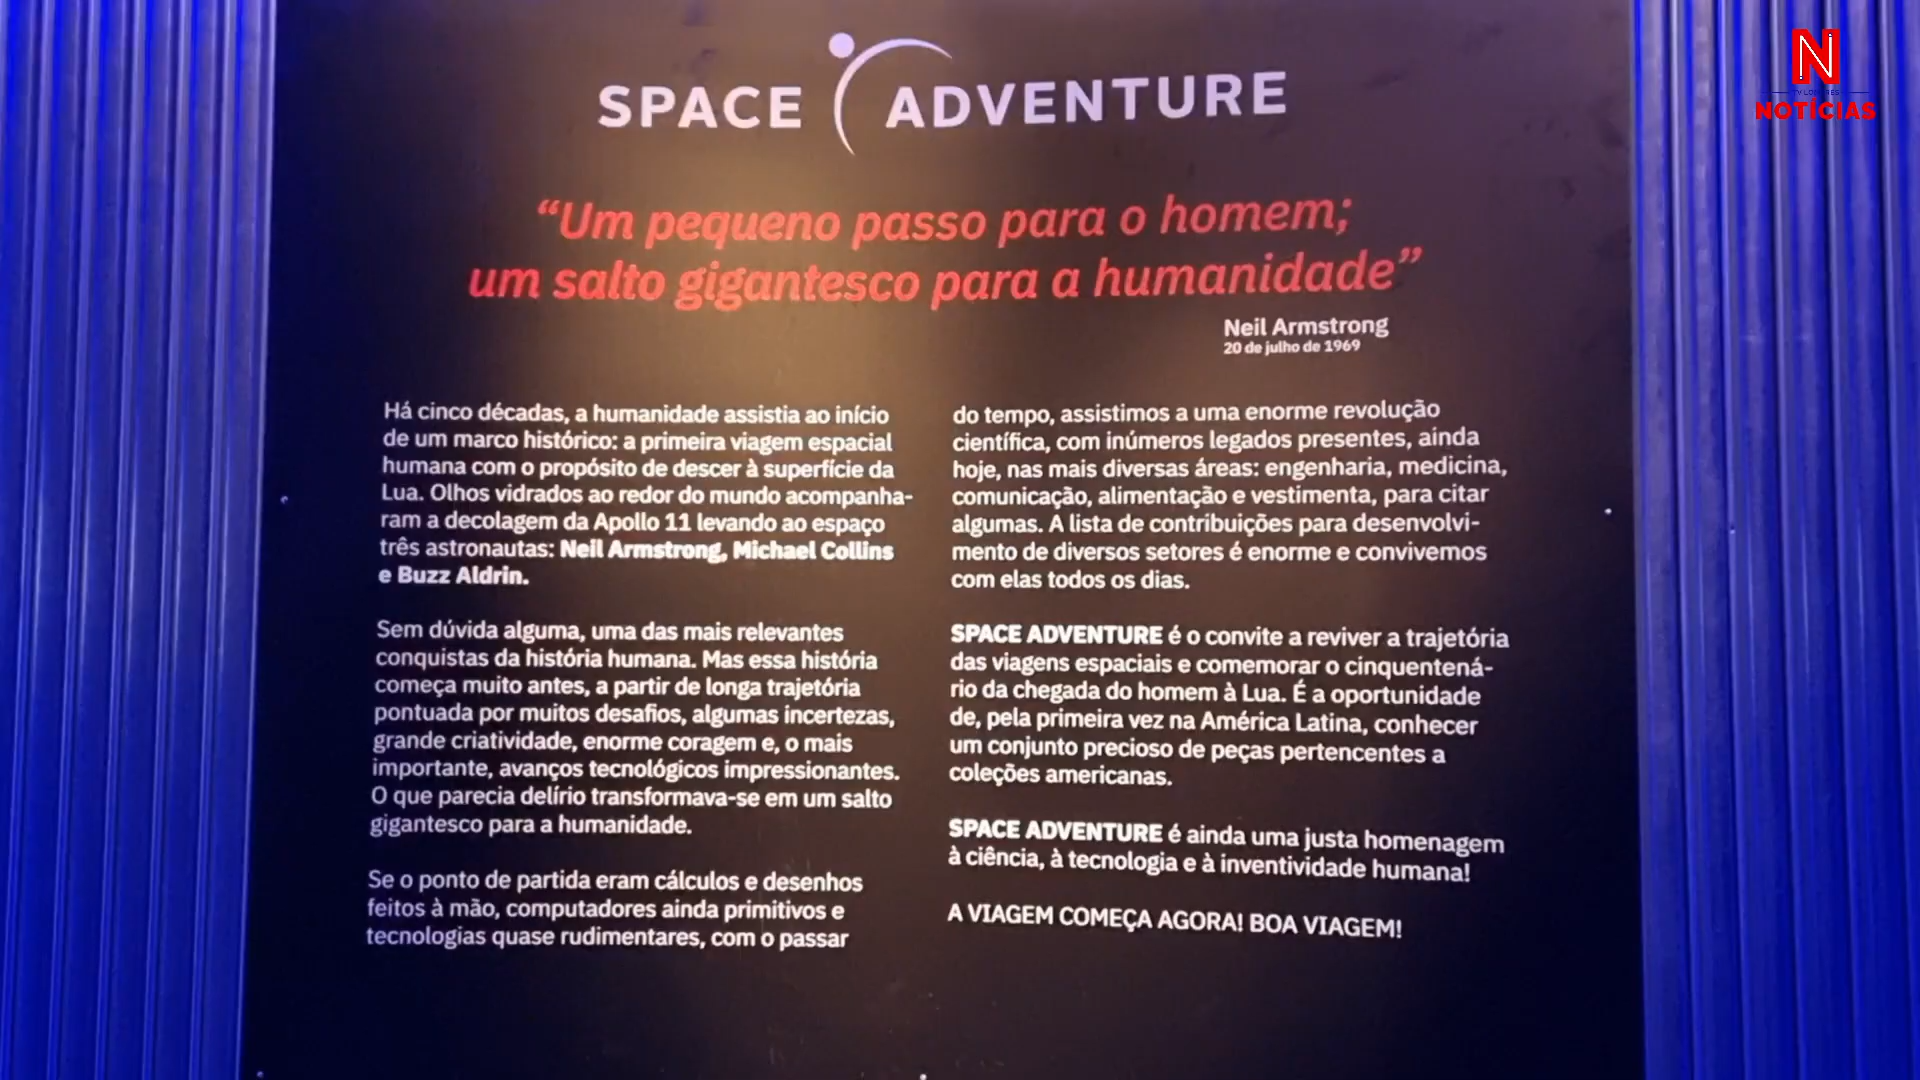 SPACE ADVENTURE
“Um pequeno passo para o homem;
um salto gigantesco para a humanidade”
Neil Armstrong
20 de julho de 1969
Há cinco décadas, a humanidade assistia ao início
de um marco histórico: a primeira viagem espacial
humana com o propósito de descer à superfície da
Lua. Olhos vidrados ao redor do mundo acompanha-
ram a decolagem da Apollo 11 levando ao espaço
três astronautas: Neil Armstrong, Michael Collins
e Buzz Aldrin.
Sem dúvida alguma, uma das mais relevantes
conquistas da história humana. Mas essa história
começa muito antes, a partir de longa trajetória
pontuada por muitos desafios, algumas incertezas,
grande criatividade, enorme coragem e, o mais
importante, avanços tecnológicos impressionantes.
O que parecia delírio transformava-se em um salto
gigantesco para a humanidade.
Se o ponto de partida eram cálculos e desenhos
feitos à mão, computadores ainda primitivos e
tecnologias quase rudimentares, com o passar
do tempo, assistimos a uma enorme revolução
científica, com inúmeros legados presentes, ainda
hoje, nas mais diversas áreas: engenharia, medicina,
comunicação, alimentação e vestimenta, para citar
algumas. A lista de contribuições para desenvolvi-
mento de diversos setores é enorme e convivemos
com elas todos os dias.
SPACE ADVENTURE é o convite a reviver a trajetória
das viagens espaciais e comemorar o cinquentená-
rio da chegada do homem à Lua. É a oportunidade
de, pela primeira vez na América Latina, conhecer
um conjunto precioso de peças pertencentes a
coleções americanas.
SPACE ADVENTURE é ainda uma justa homenagem
à ciência, à tecnologia e à inventividade humana!
A VIAGEM COMEÇA AGORA! BOA VIAGEM!
N
TV LONDRES
NOTÍCIAS